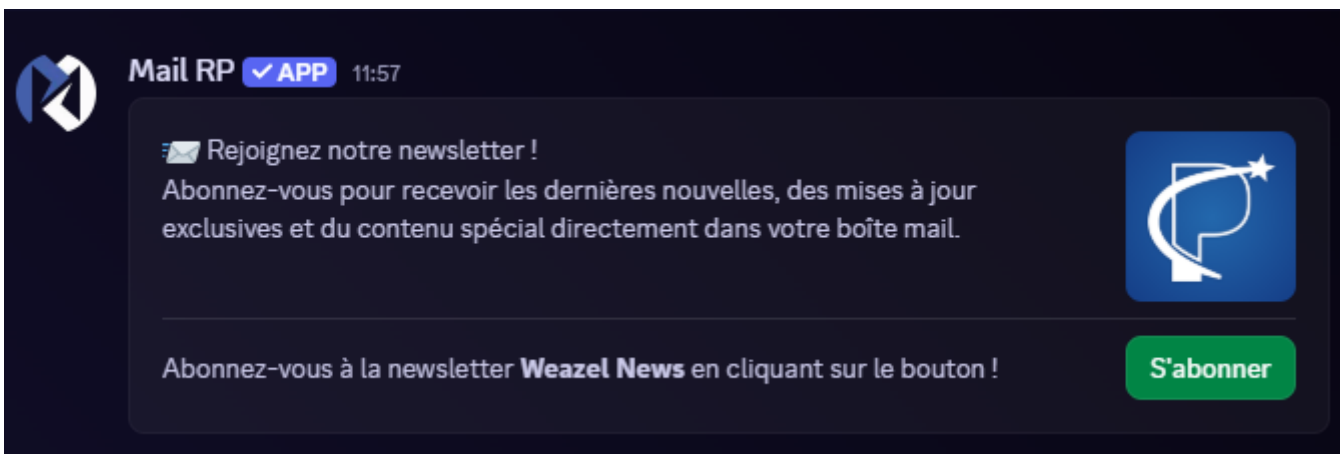 Mail RP ✓ APP 11:57
📨 Rejoignez notre newsletter !
Abonnez-vous pour recevoir les dernières nouvelles, des mises à jour
exclusives et du contenu spécial directement dans votre boîte mail.
Abonnez-vous à la newsletter Weazel News en cliquant sur le bouton !
S'abonner